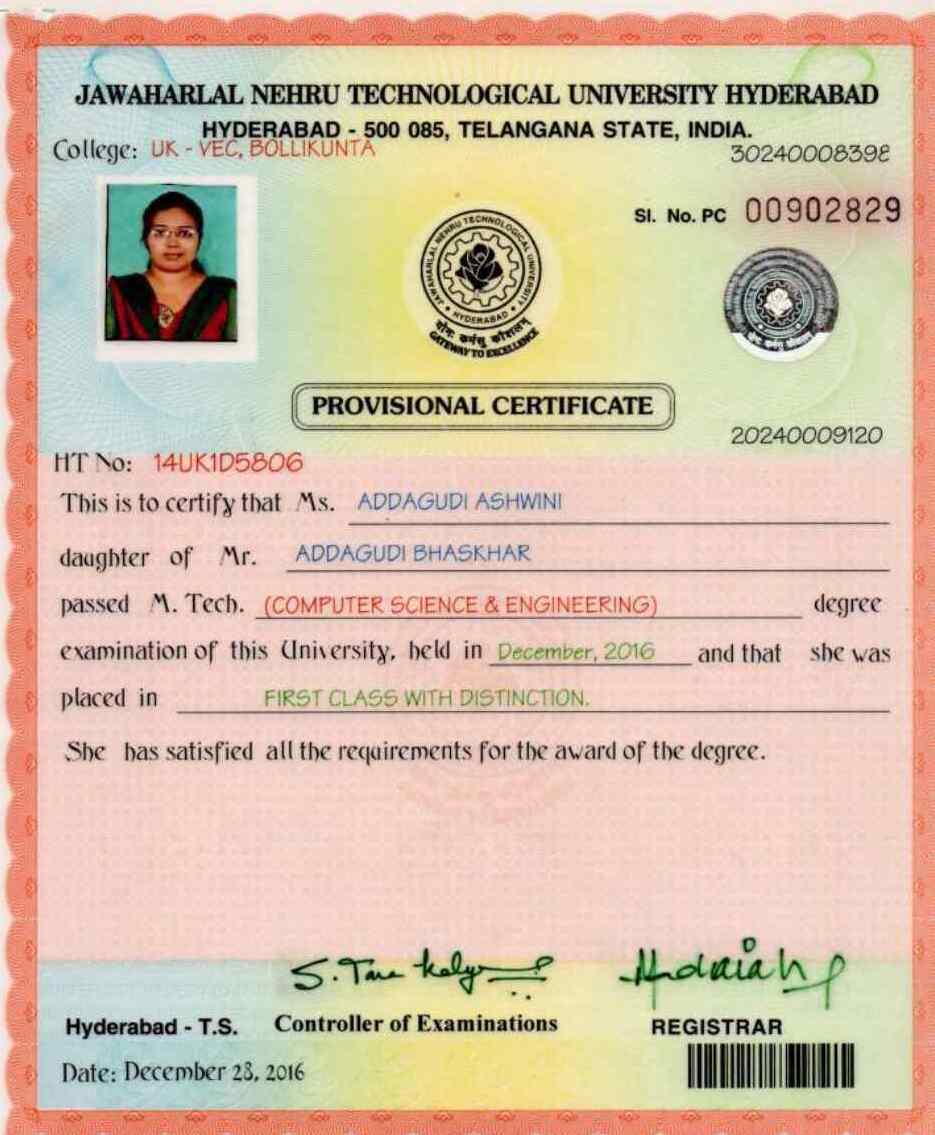 JAWAHARLAL NEHRU TECHNOLOGICAL UNIVERSITY HYDERABAD
HYDERABAD - 500 085, TELANGANA STATE, INDIA.
College: UK - VEC, BOLLIKUNTA
30240008398
Sl. No. PC 00902829
JAWAHARLAL NEHRU TECHNOLOGICAL UNIVERSITY
HYDERABAD
योगः कर्मसु कौशलम्
GATEWAY TO EXCELLENCE
PROVISIONAL CERTIFICATE
20240009120
HT No: 14UK1D5806
This is to certify that Ms. ADDAGUDI ASHWINI
daughter of Mr. ADDAGUDI BHASKHAR
passed M. Tech. (COMPUTER SCIENCE & ENGINEERING) degree
examination of this University, held in December, 2016 and that she was
placed in FIRST CLASS WITH DISTINCTION.
She has satisfied all the requirements for the award of the degree.
Hyderabad - T.S. Controller of Examinations REGISTRAR
Date: December 28, 2016